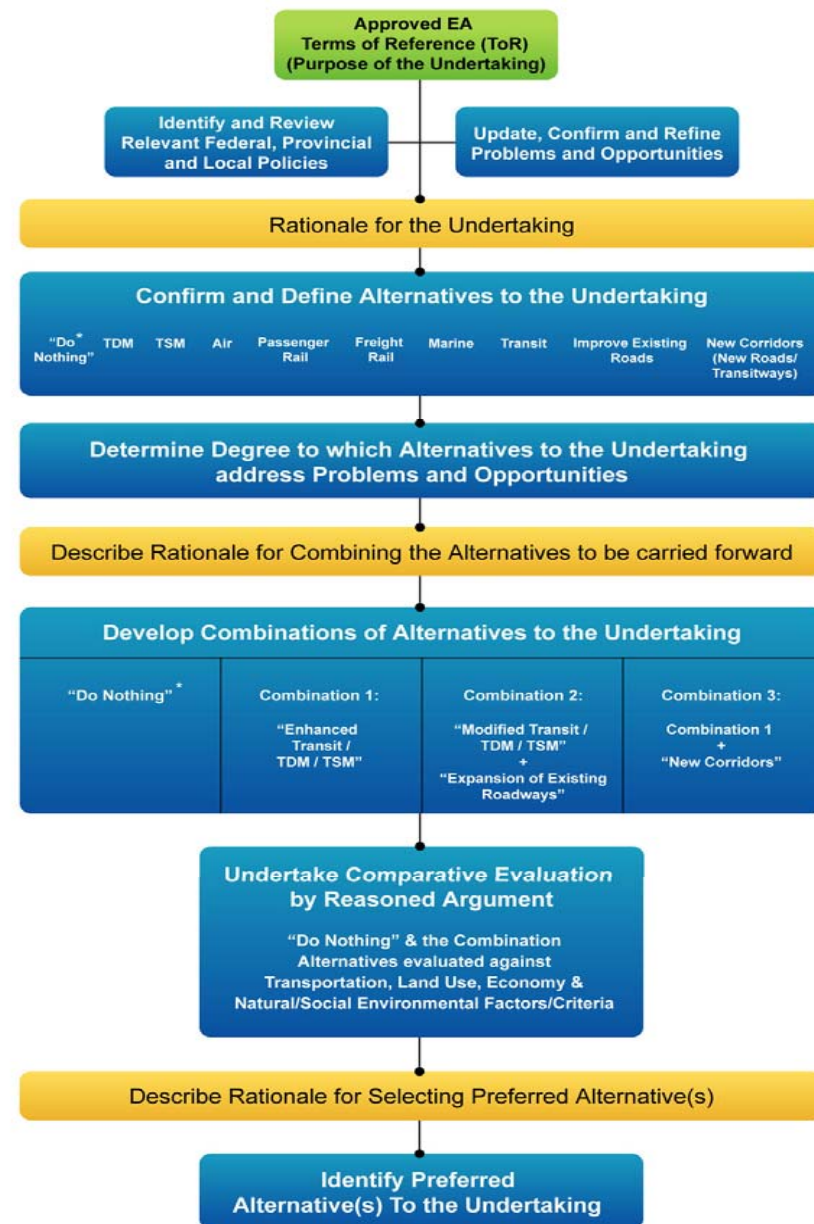 Approved EA
Terms of Reference (ToR)
(Purpose of the Undertaking)
Identify and Review
Relevant Federal, Provincial
and Local Policies
Update, Confirm and Refine
Problems and Opportunities
Rationale for the Undertaking
Confirm and Define Alternatives to the Undertaking
“Do*
Nothing”
TDM
TSM
Air
Passenger
Rail
Freight
Rail
Marine
Transit
Improve Existing
Roads
New Corridors
(New Roads/
Transitways)
Determine Degree to which Alternatives to the Undertaking
address Problems and Opportunities
Describe Rationale for Combining the Alternatives to be carried forward
Develop Combinations of Alternatives to the Undertaking
“Do Nothing”*
Combination 1:
“Enhanced
Transit /
TDM / TSM”
Combination 2:
“Modified Transit /
TDM / TSM”
+
“Expansion of Existing
Roadways”
Combination 3:
Combination 1
+
“New Corridors”
Undertake Comparative Evaluation
by Reasoned Argument
“Do Nothing” & the Combination
Alternatives evaluated against
Transportation, Land Use, Economy &
Natural/Social Environmental Factors/Criteria
Describe Rationale for Selecting Preferred Alternative(s)
Identify Preferred
Alternative(s) To the Undertaking